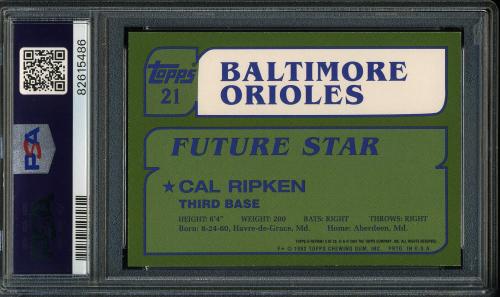 82615486
PSA
Topps
21
BALTIMORE
ORIOLES
FUTURE STAR
★CAL RIPKEN
THIRD BASE
HEIGHT: 6'4" WEIGHT: 200 BATS: RIGHT THROWS: RIGHT
Born: 8-24-60, Havre-de-Grace, Md. Home: Aberdeen, Md.